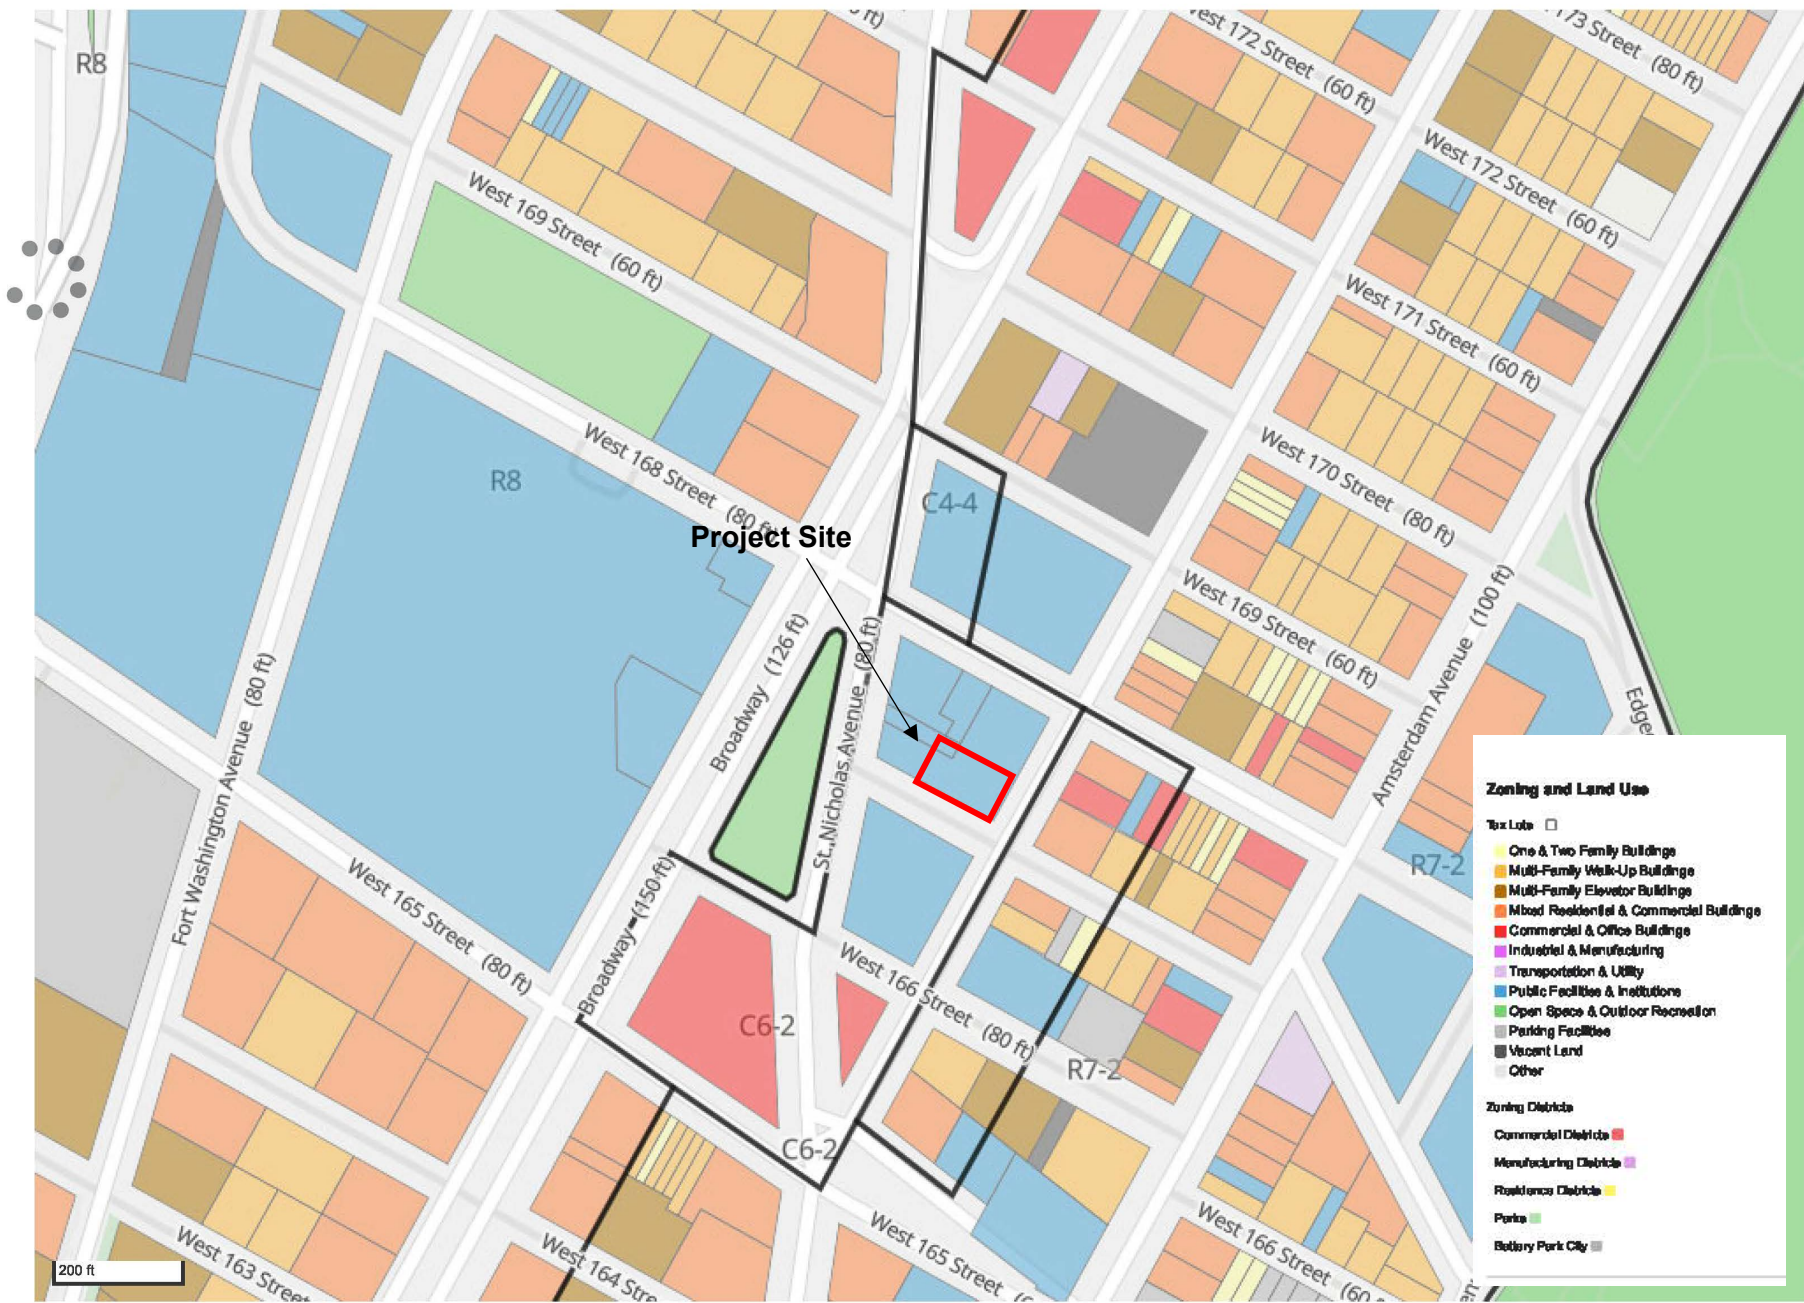 R8
West 172 Street (60 ft)
173 Street (80 ft)
West 172 Street (60 ft)
West 169 Street (60 ft)
West 171 Street (60 ft)
West 168 Street (80 ft)
R8
C4-4
West 170 Street (80 ft)
Project Site
West 169 Street (60 ft)
Amsterdam Avenue (100 ft)
Broadway (126 ft)
St. Nicholas Avenue (80 ft)
Fort Washington Avenue (80 ft)
Edge
R7-2
West 165 Street (80 ft)
Broadway (150 ft)
West 166 Street (80 ft)
C6-2
R7-2
C6-2
West 163 Street
West 164 Stre
West 165 Street
West 166 Street (60
200 ft
Zoning and Land Use
Tax Lots
One & Two Family Buildings
Multi-Family Walk-Up Buildings
Multi-Family Elevator Buildings
Mixed Residential & Commercial Buildings
Commercial & Office Buildings
Industrial & Manufacturing
Transportation & Utility
Public Facilities & Institutions
Open Space & Outdoor Recreation
Parking Facilities
Vacant Land
Other
Zoning Districts
Commercial Districts
Manufacturing Districts
Residence Districts
Parks
Battery Park City